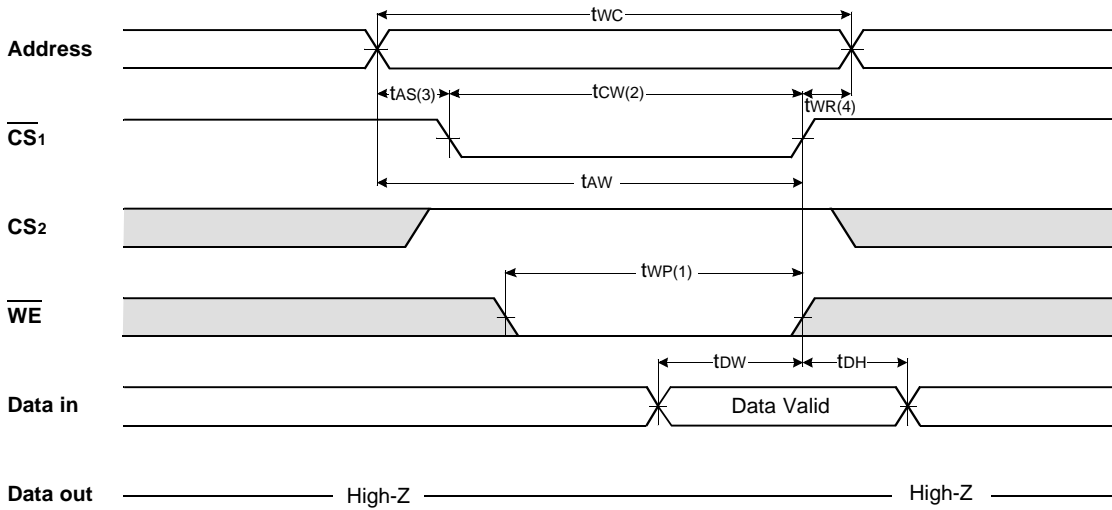 tWC
Address
tAS(3) tCW(2) tWR(4)
CS1
tAW
CS2
tWP(1)
WE
tDW tDH
Data in Data Valid
Data out High-Z High-Z